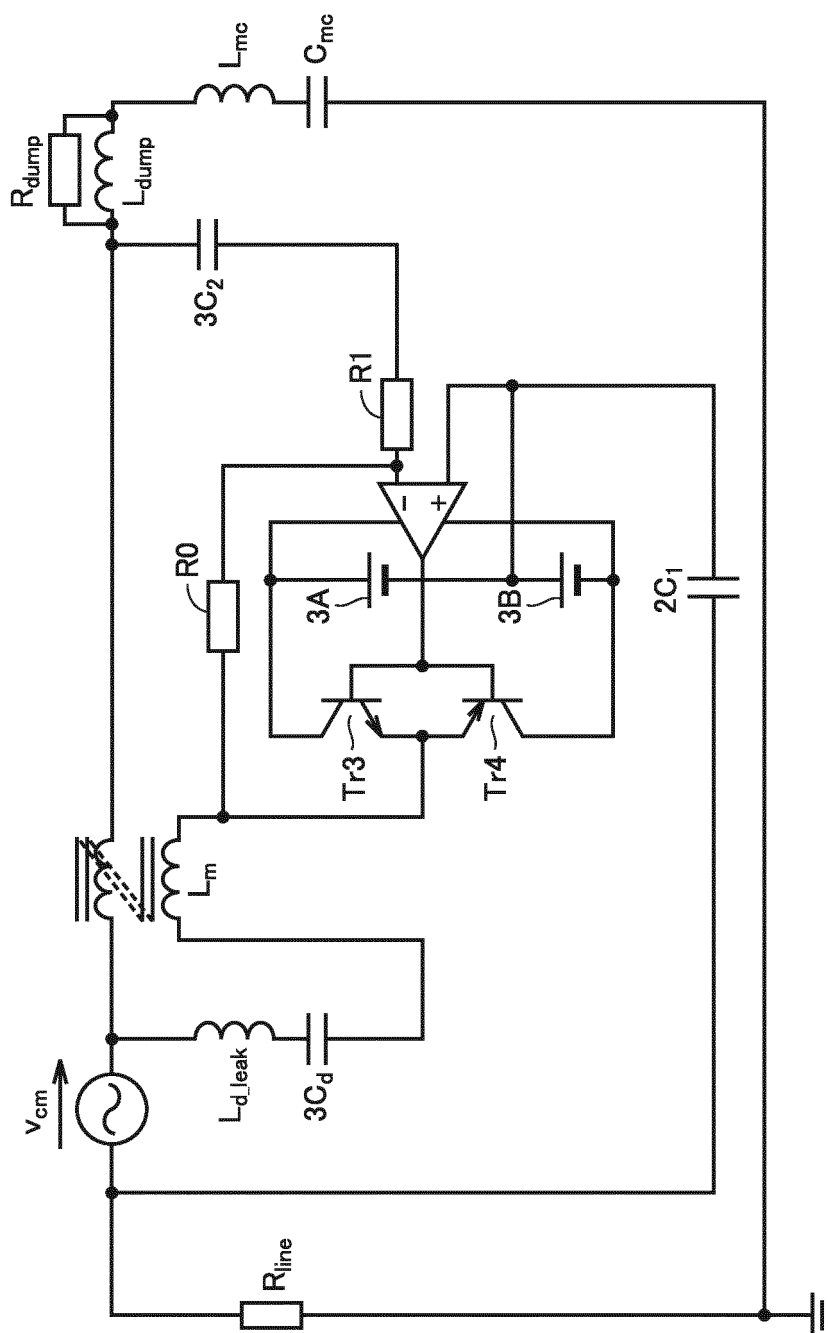 L_mc
C_mc
R_dump
L_dump
3C_2
R1
−
+
R0
3A
3B
2C_1
Tr3
Tr4
L_m
v_cm
L_d_leak
3C_d
R_line